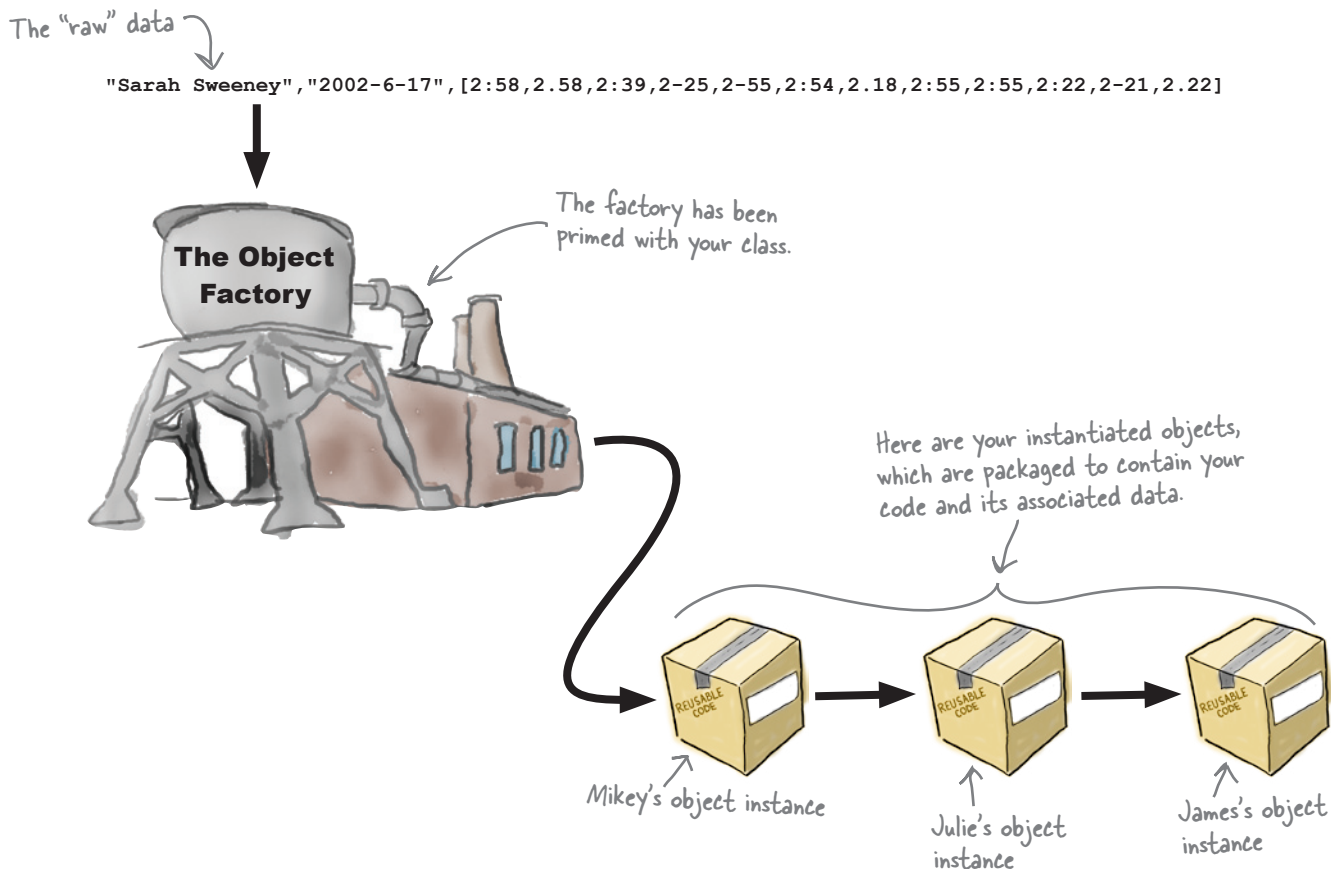 The "raw" data
"Sarah Sweeney","2002-6-17",[2:58,2.58,2:39,2-25,2-55,2:54,2.18,2:55,2:55,2:22,2-21,2.22]
The Object
Factory
The factory has been
primed with your class.
Here are your instantiated objects,
which are packaged to contain your
code and its associated data.
REUSABLE
CODE
REUSABLE
CODE
REUSABLE
CODE
Mikey's object instance
Julie's object
instance
James's object
instance